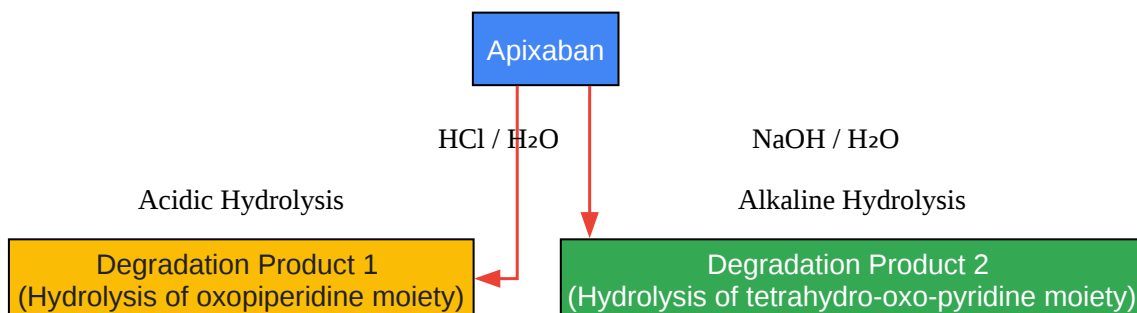 Apixaban
HCl / H₂O
NaOH / H₂O
Acidic Hydrolysis
Alkaline Hydrolysis
Degradation Product 1
(Hydrolysis of oxopiperidine moiety)
Degradation Product 2
(Hydrolysis of tetrahydro-oxo-pyridine moiety)